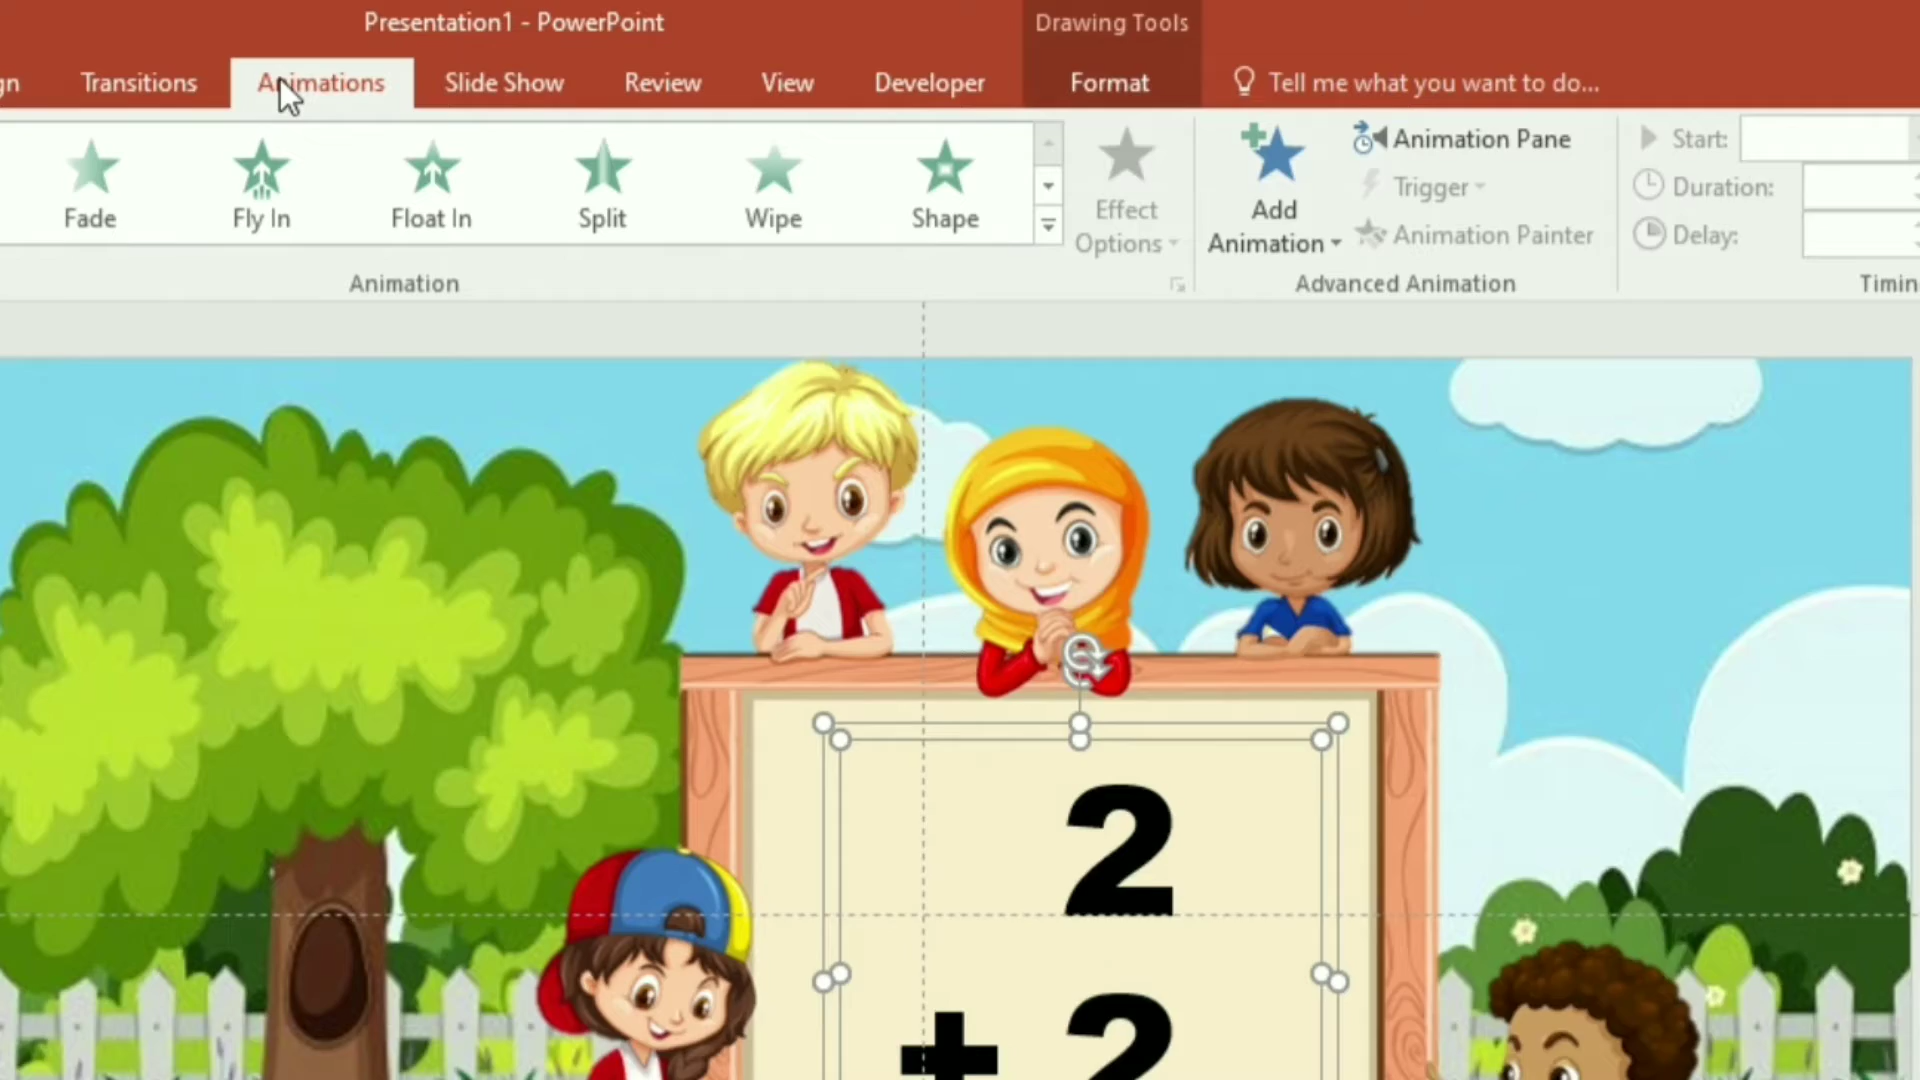 Presentation1 - PowerPoint
Drawing Tools
gn Transitions Animations Slide Show Review View Developer Format Tell me what you want to do...
Fade Fly In Float In Split Wipe Shape
Effect Options
Add Animation
Animation Pane
Trigger
Animation Painter
Start:
Duration:
Delay:
Animation
Advanced Animation
Timin
2
+ 2